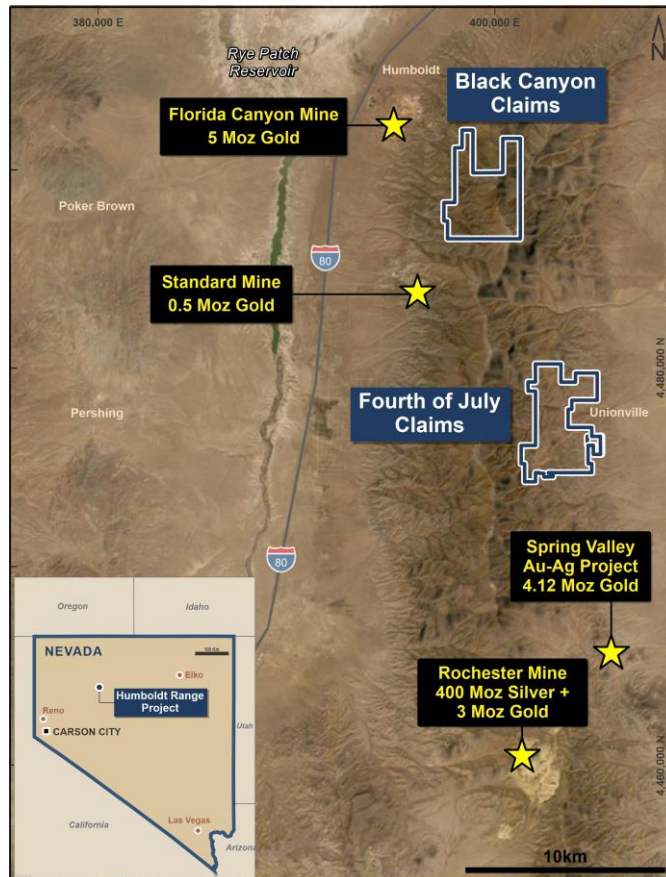 380,000 E
400,000 E
N
Rye Patch
Reservoir
Humboldt
Black Canyon
Claims
Florida Canyon Mine
5 Moz Gold
Poker Brown
80
Standard Mine
0.5 Moz Gold
4,480,000 N
Fourth of July
Claims
Pershing
Unionville
80
Spring Valley
Au-Ag Project
4.12 Moz Gold
Rochester Mine
400 Moz Silver +
3 Moz Gold
4,460,000 N
10km
Oregon
Idaho
NEVADA
100 Km
Elko
Humboldt Range
Project
Reno
Utah
CARSON CITY
California
Las Vegas
Arizona